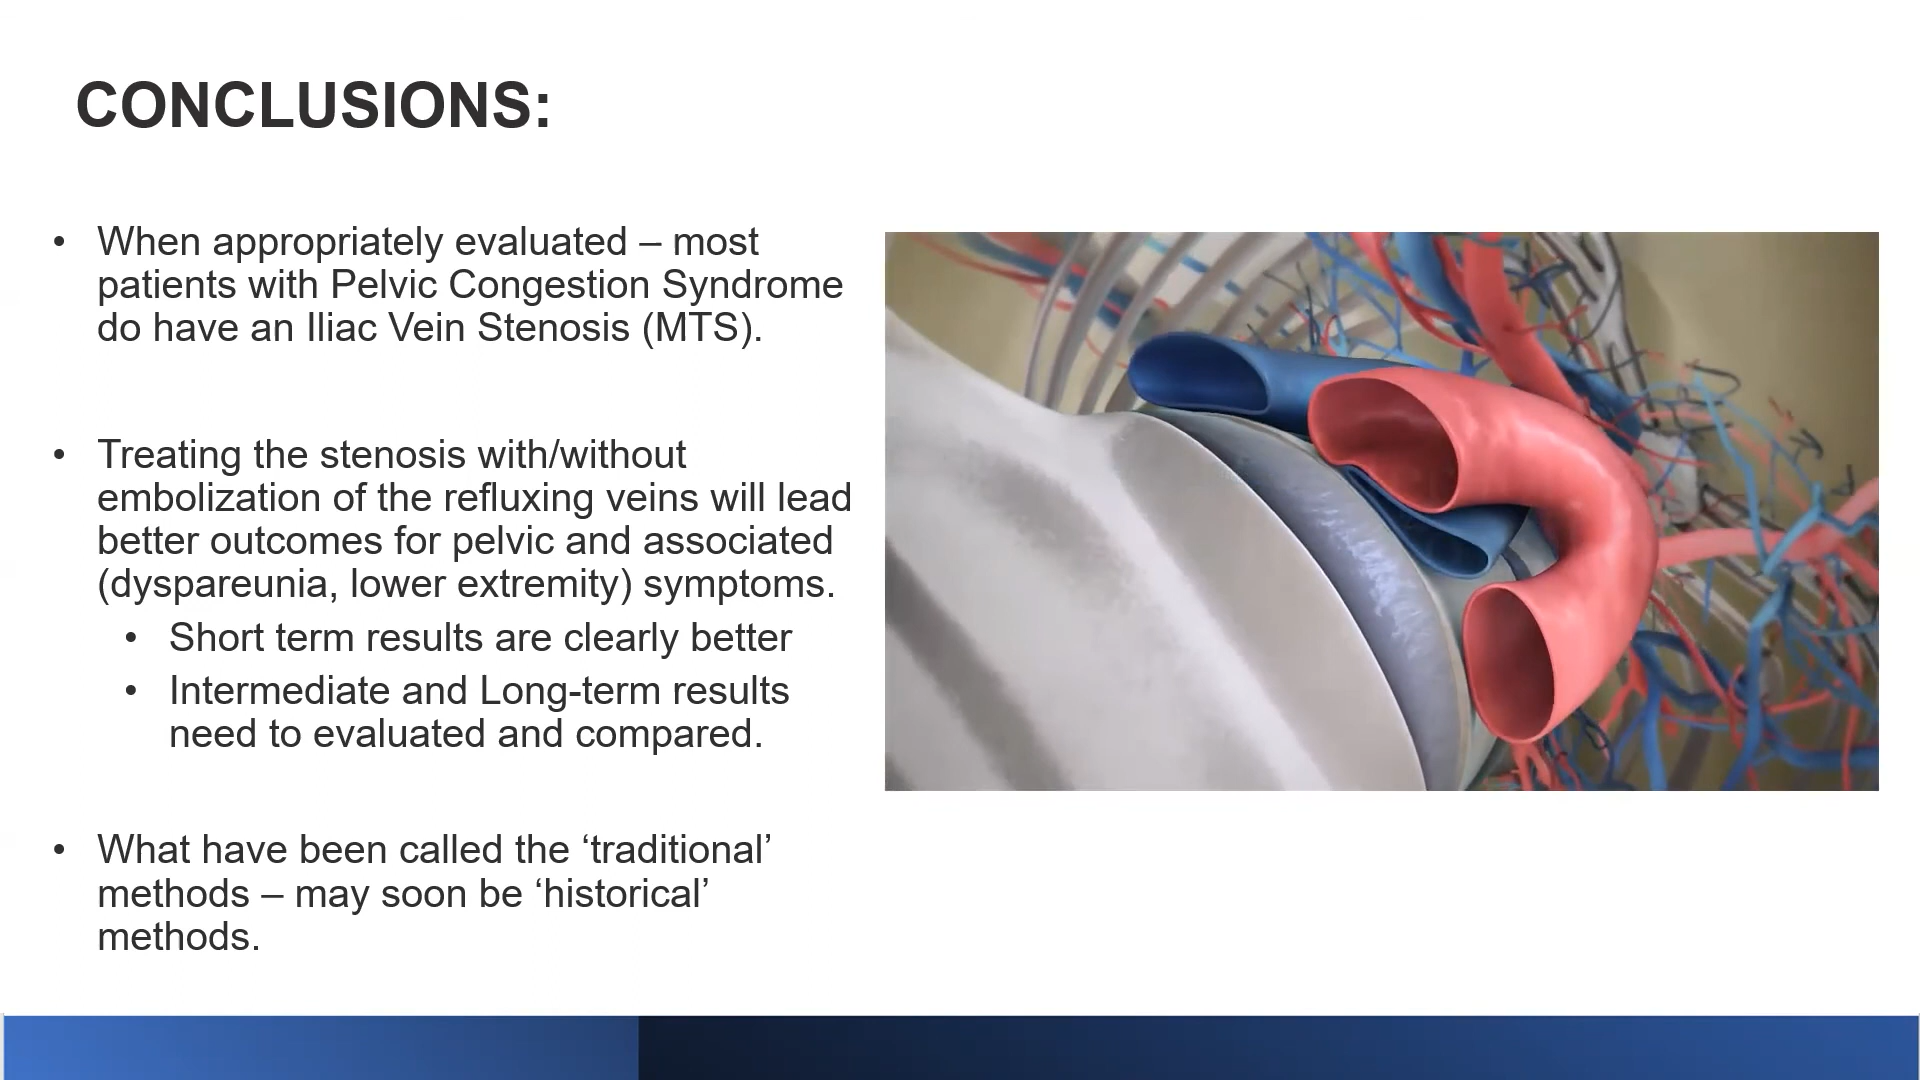 CONCLUSIONS:
• When appropriately evaluated – most
patients with Pelvic Congestion Syndrome
do have an Iliac Vein Stenosis (MTS).
• Treating the stenosis with/without
embolization of the refluxing veins will lead
better outcomes for pelvic and associated
(dyspareunia, lower extremity) symptoms.
• Short term results are clearly better
• Intermediate and Long-term results
need to evaluated and compared.
• What have been called the ‘traditional’
methods – may soon be ‘historical’
methods.